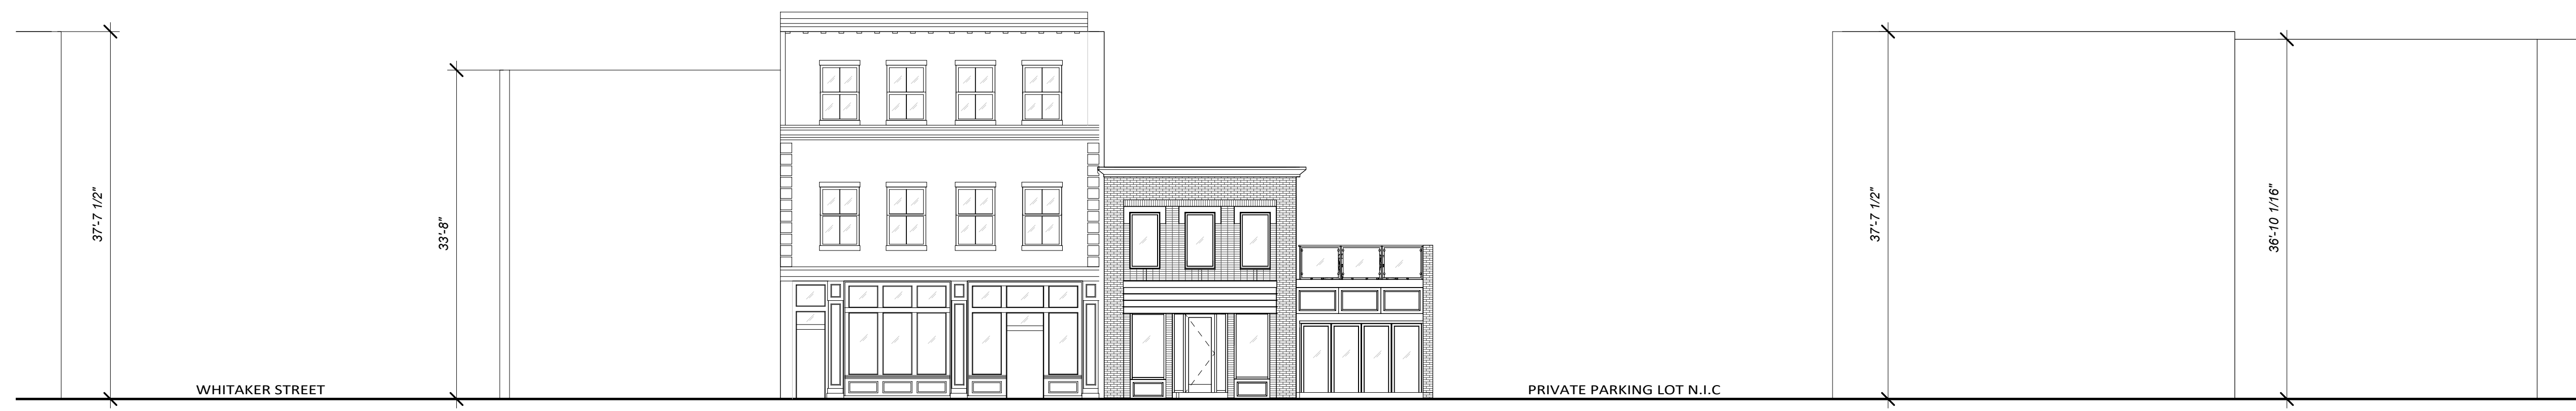 37'-7 1/2"
WHITAKER STREET
33'-8"
PRIVATE PARKING LOT N.I.C
37'-7 1/2"
36'-10 1/16"